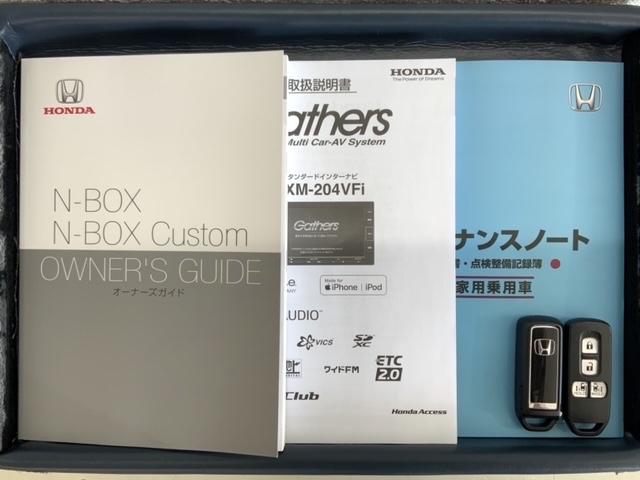 HONDA
N-BOX
N-BOX Custom
OWNER'S GUIDE
オーナーズガイド
取扱説明書
HONDA
The Power of Dreams
Gathers
Multi Car-AV System
タンダードインターナビ
XM-204VFi
Gathers
Made for
iPhone | iPod
AUDIO™
VICS
SD XC
ワイドFM
ETC
2.0
Club
Honda Access
ナンスノート
・点検整備記録簿
家用乗用車